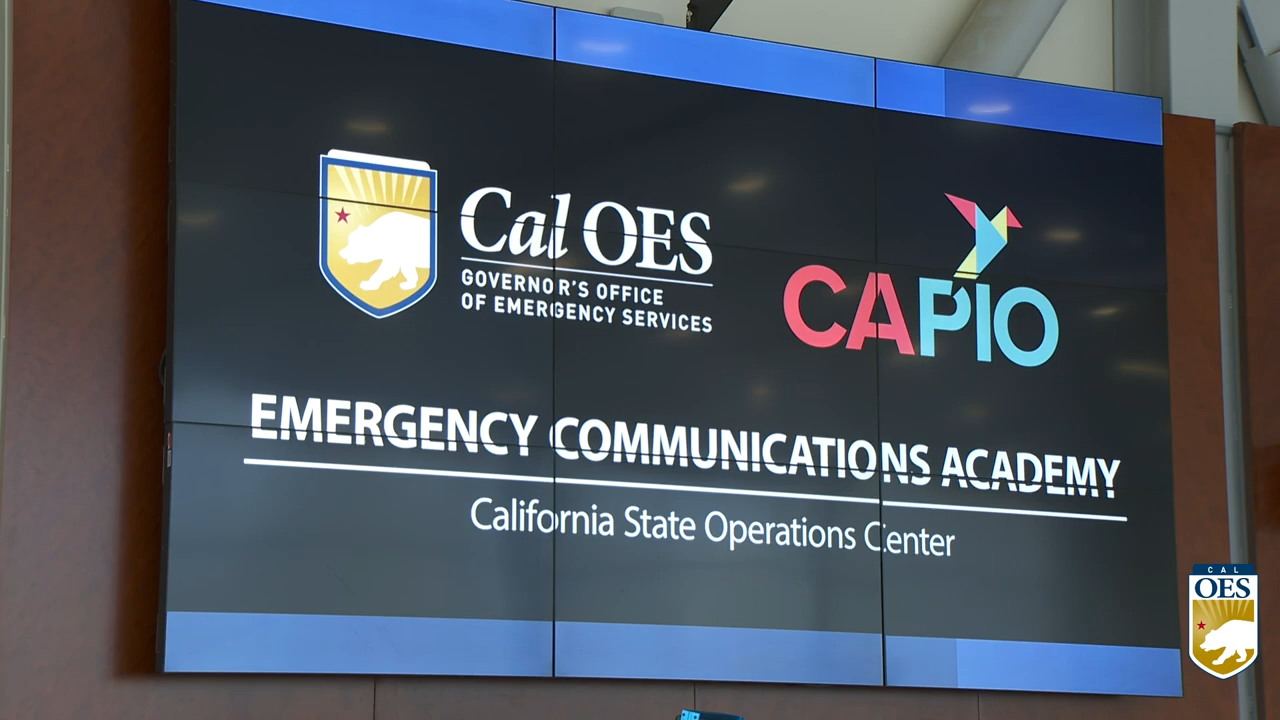 Cal OES
GOVERNOR'S OFFICE
OF EMERGENCY SERVICES
CAPIO
EMERGENCY COMMUNICATIONS ACADEMY
California State Operations Center
CAL
OES